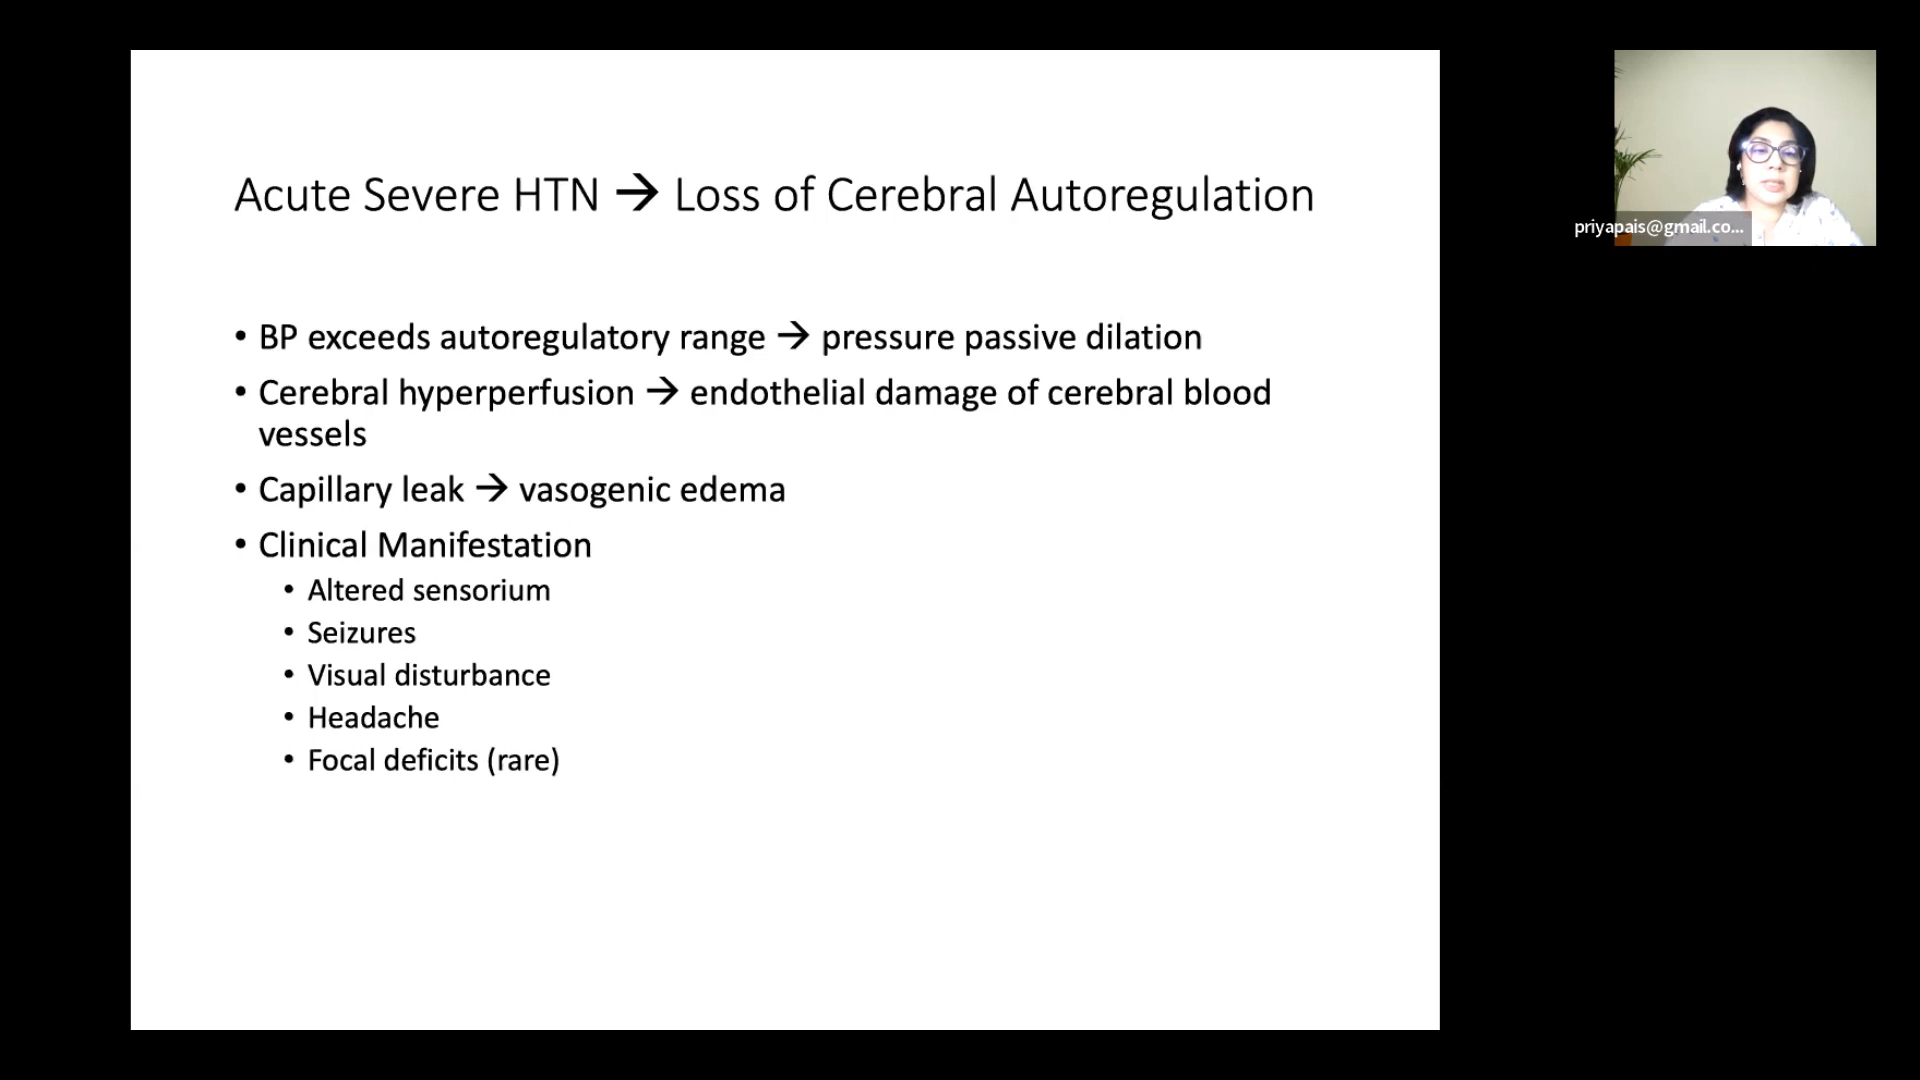 Acute Severe HTN → Loss of Cerebral Autoregulation
• BP exceeds autoregulatory range → pressure passive dilation
• Cerebral hyperperfusion → endothelial damage of cerebral blood
vessels
• Capillary leak → vasogenic edema
• Clinical Manifestation
• Altered sensorium
• Seizures
• Visual disturbance
• Headache
• Focal deficits (rare)
priyapais@gmail.co...